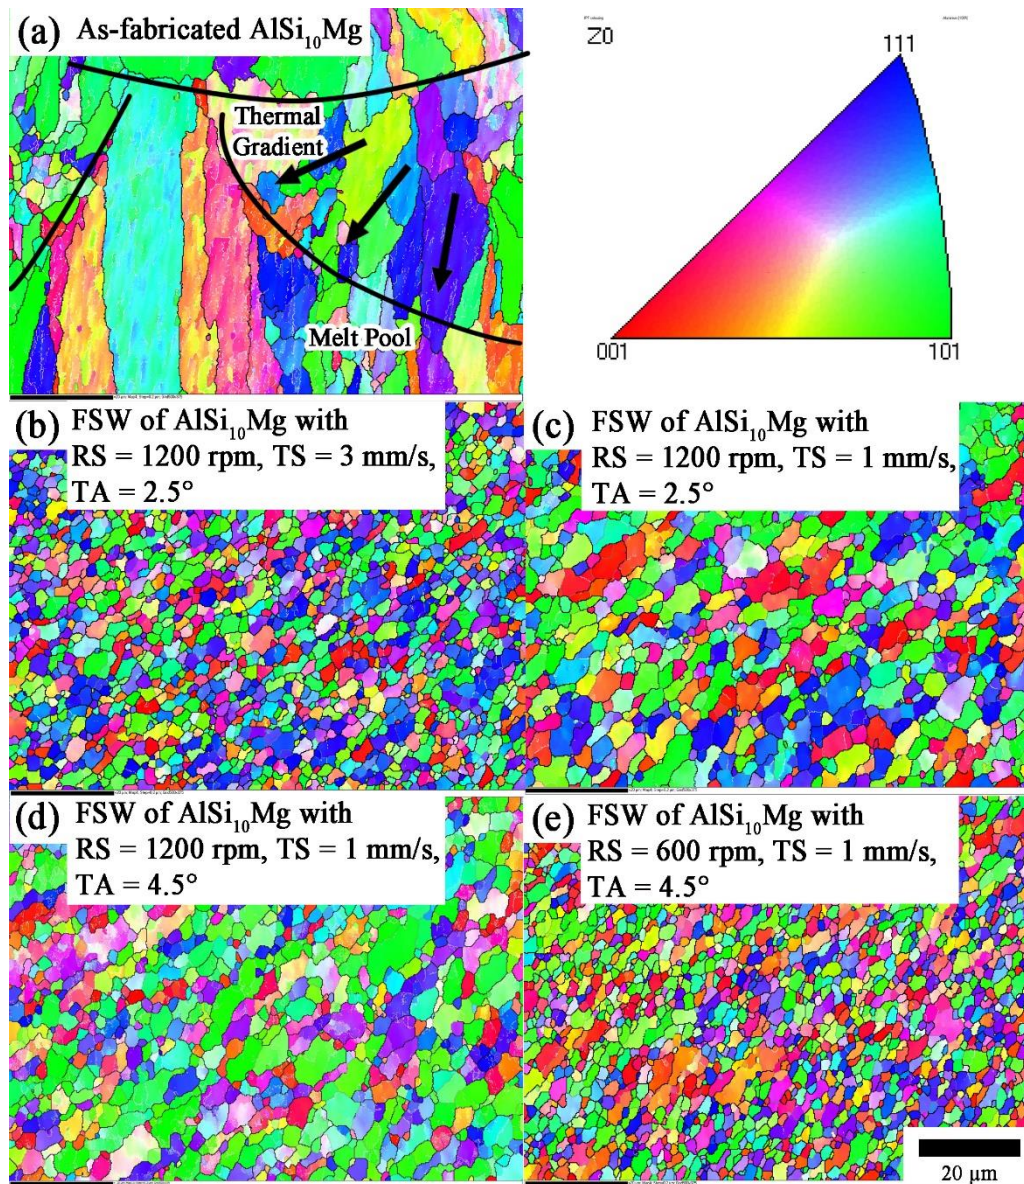 (a) As-fabricated AlSi₁₀Mg
Thermal
Gradient
Melt Pool
Z0
111
001
101
(b) FSW of AlSi₁₀Mg with
RS = 1200 rpm, TS = 3 mm/s,
TA = 2.5°
(c) FSW of AlSi₁₀Mg with
RS = 1200 rpm, TS = 1 mm/s,
TA = 2.5°
(d) FSW of AlSi₁₀Mg with
RS = 1200 rpm, TS = 1 mm/s,
TA = 4.5°
(e) FSW of AlSi₁₀Mg with
RS = 600 rpm, TS = 1 mm/s,
TA = 4.5°
20 µm